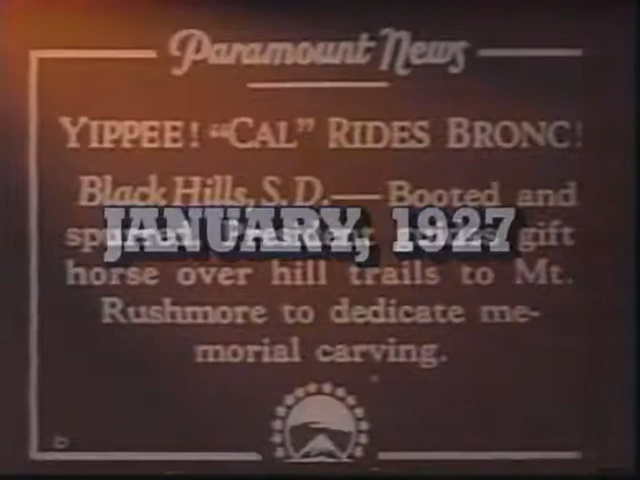 Paramount News
YIPPEE! "CAL" RIDES BRONC!
Black Hills, S.D.—Booted and
JANUARY, 1927
gift
horse over hill trails to Mt.
Rushmore to dedicate me-
morial carving.